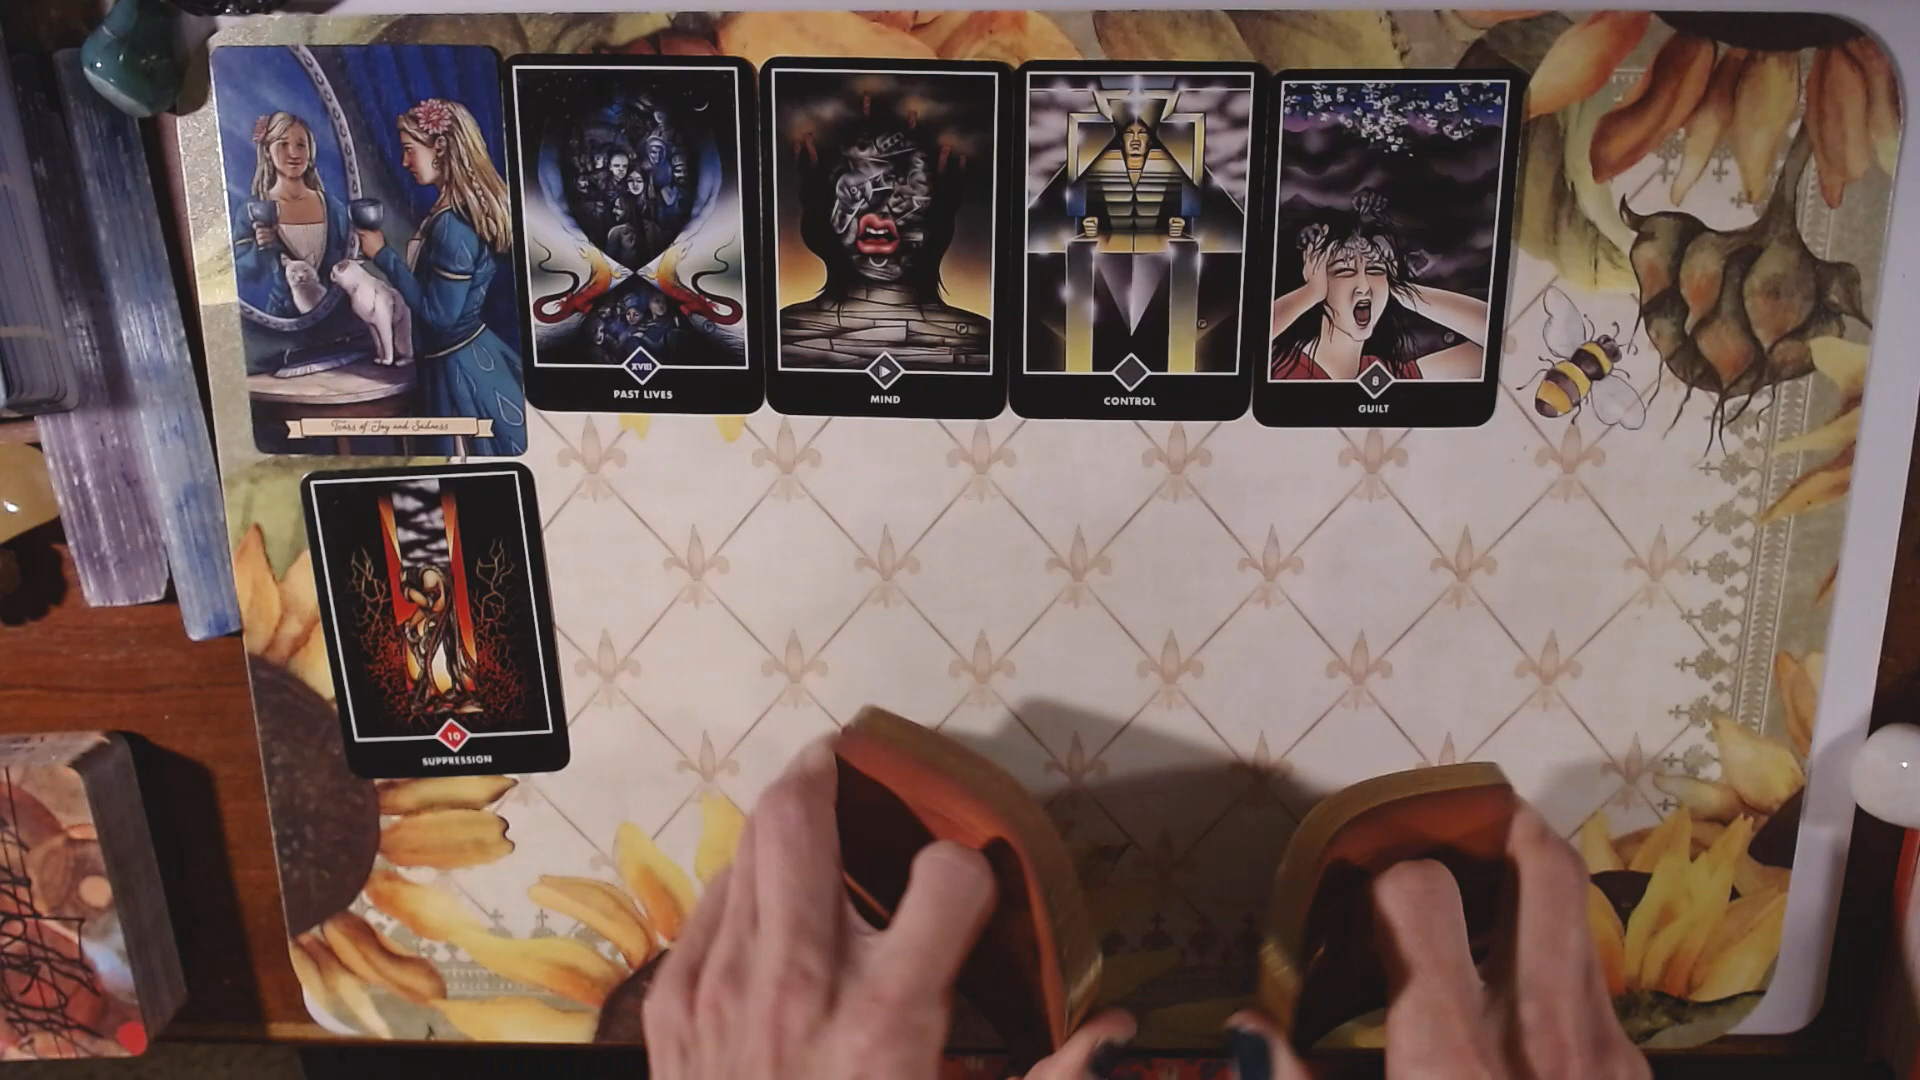 Tears of Joy and Sadness
XVIII
PAST LIVES
MIND
CONTROL
8
GUILT
10
SUPPRESSION